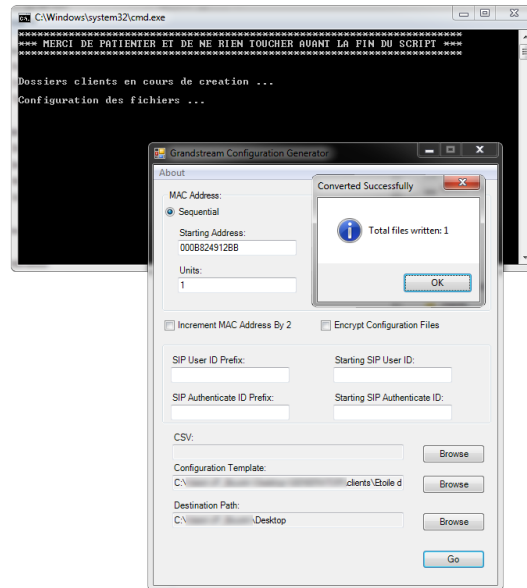 C:\Windows\system32\cmd.exe
*************************************************************
*** MERCI DE PATIENTER ET DE NE RIEN TOUCHER AVANT LA FIN DU SCRIPT ***
*************************************************************
Dossiers clients en cours de creation ...
Configuration des fichiers ...
Grandstream Configuration Generator
About
MAC Address:
Sequential
Starting Address:
000B824912BB
Units:
1
Converted Successfully
Total files written: 1
OK
Increment MAC Address By 2
Encrypt Configuration Files
SIP User ID Prefix:
Starting SIP User ID:
SIP Authenticate ID Prefix:
Starting SIP Authenticate ID:
CSV:
Browse
Configuration Template:
C:\ clients\Etoile d
Browse
Destination Path:
C:\ \Desktop
Browse
Go